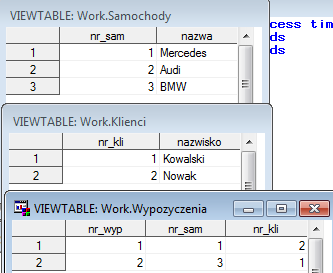 VIEWTABLE: Work.Samochody
nr_sam nazwa
1 1 Mercedes
2 2 Audi
3 3 BMW
cess tim
ds
ds
VIEWTABLE: Work.Klienci
nr_kli nazwisko
1 1 Kowalski
2 2 Nowak
VIEWTABLE: Work.Wypozyczenia
nr_wyp nr_sam nr_kli
1 1 1 2
2 2 3 1